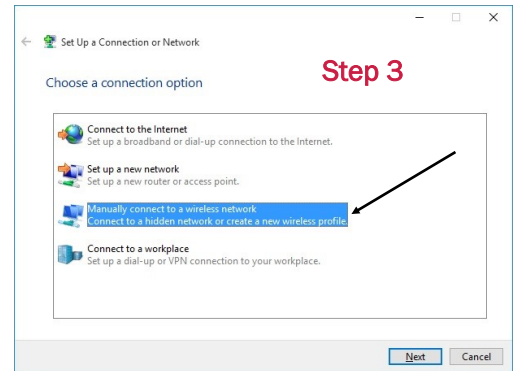 Set Up a Connection or Network
Step 3
Choose a connection option
Connect to the Internet
Set up a broadband or dial-up connection to the Internet.
Set up a new network
Set up a new router or access point.
Manually connect to a wireless network
Connect to a hidden network or create a new wireless profile.
Connect to a workplace
Set up a dial-up or VPN connection to your workplace.
Next
Cancel